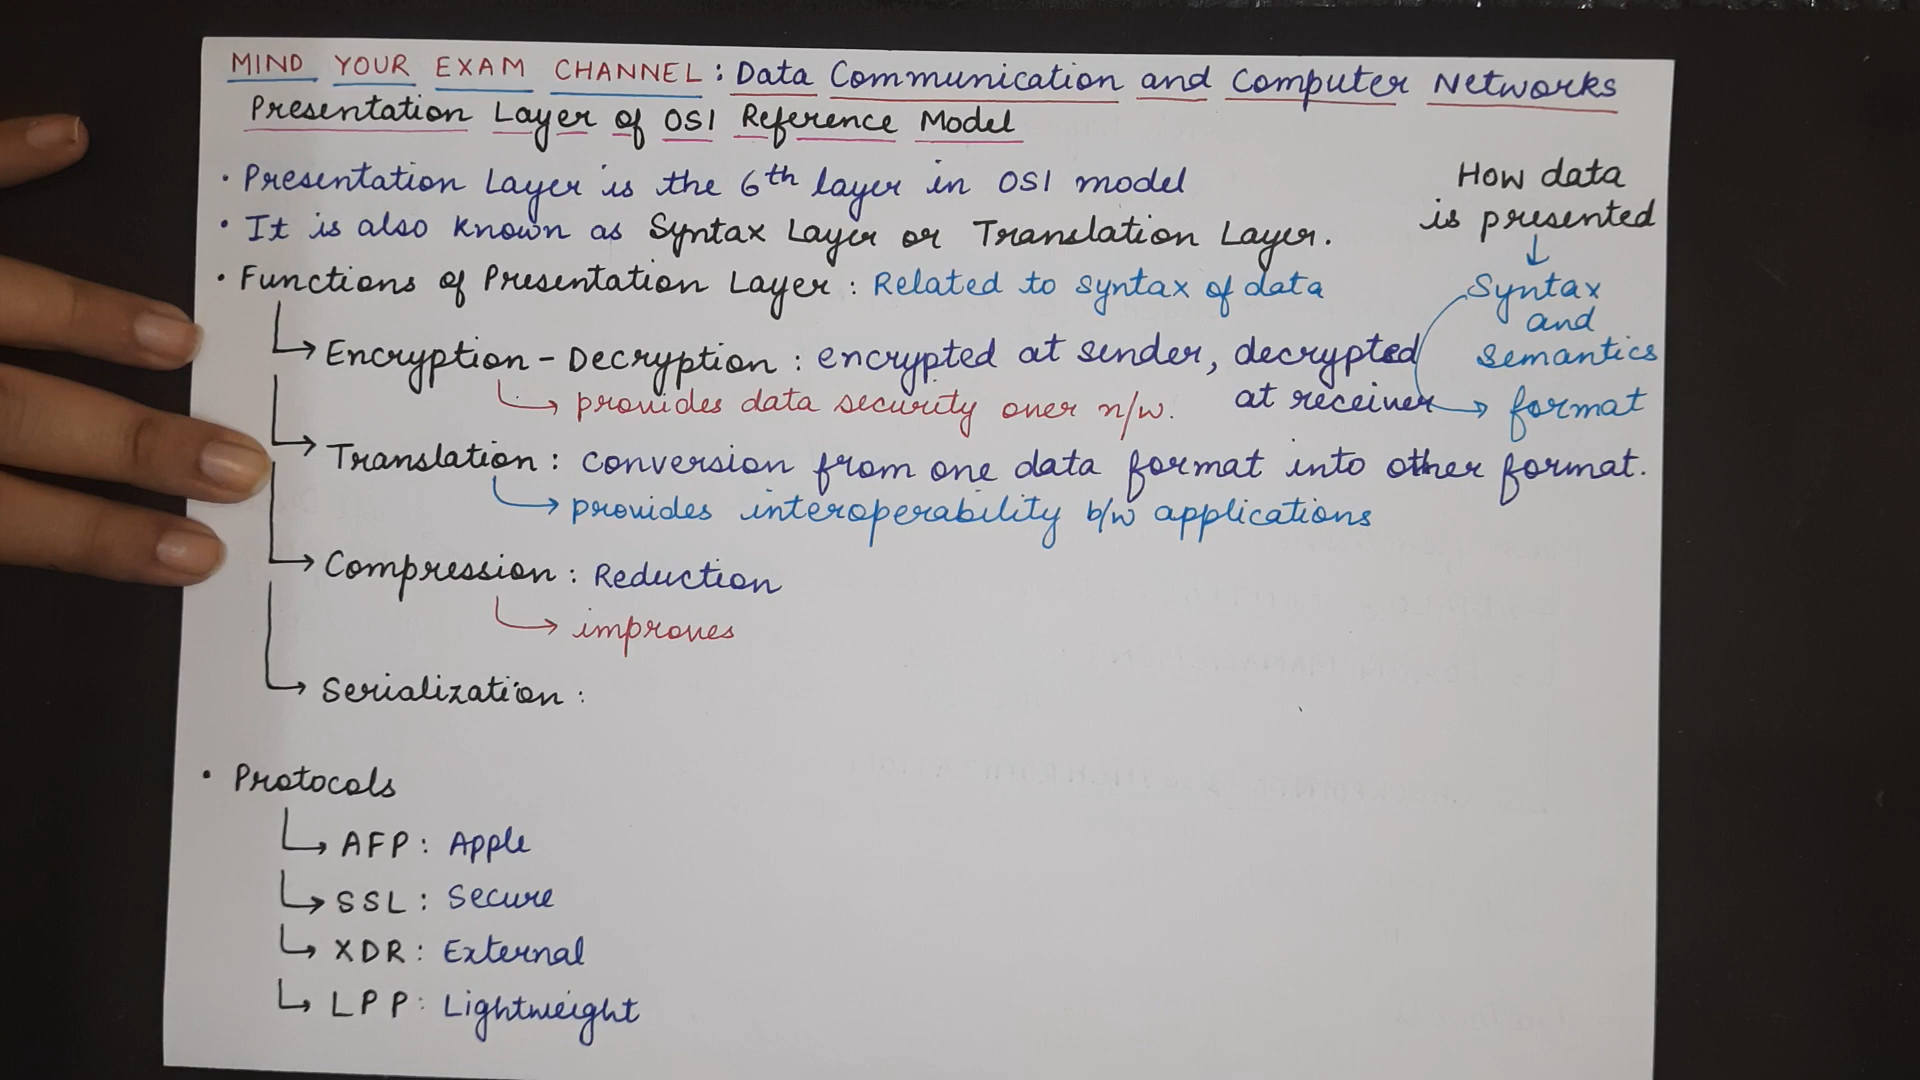 MIND YOUR EXAM CHANNEL: Data Communication and Computer Networks
Presentation Layer of OSI Reference Model
• Presentation Layer is the 6th layer in OSI model
• It is also known as Syntax Layer or Translation Layer.
How data
is presented
↓
Syntax
and
semantics
→ format
• Functions of Presentation Layer: Related to syntax of data
→ Encryption - Decryption: encrypted at sender, decrypted
at receiver
→ provides data security over n/w.
→ Translation: conversion from one data format into other format.
→ provides interoperability b/w applications
→ Compression: Reduction
→ improves
→ Serialization:
• Protocols
→ AFP: Apple
→ SSL: Secure
→ XDR: External
→ LPP: Lightweight